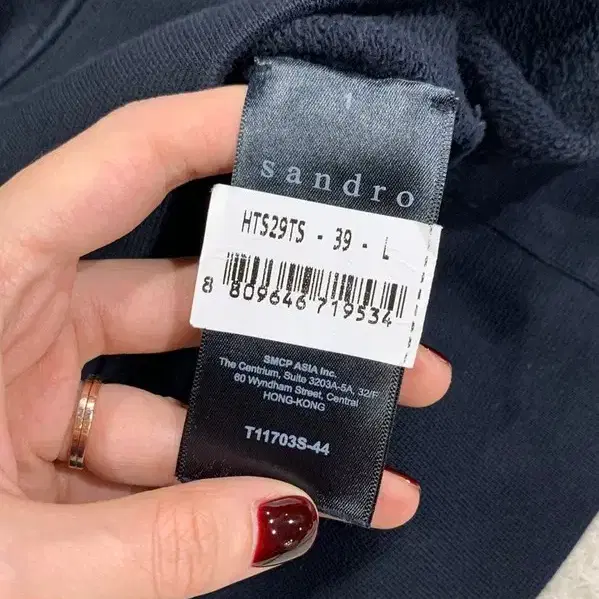 sandro
HTS29TS - 39 - L
8 809646 719534
SMCP ASIA Inc.
The Centrium, Suite 3203A-5A, 32/F
60 Wyndham Street, Central
HONG-KONG
T11703S-44